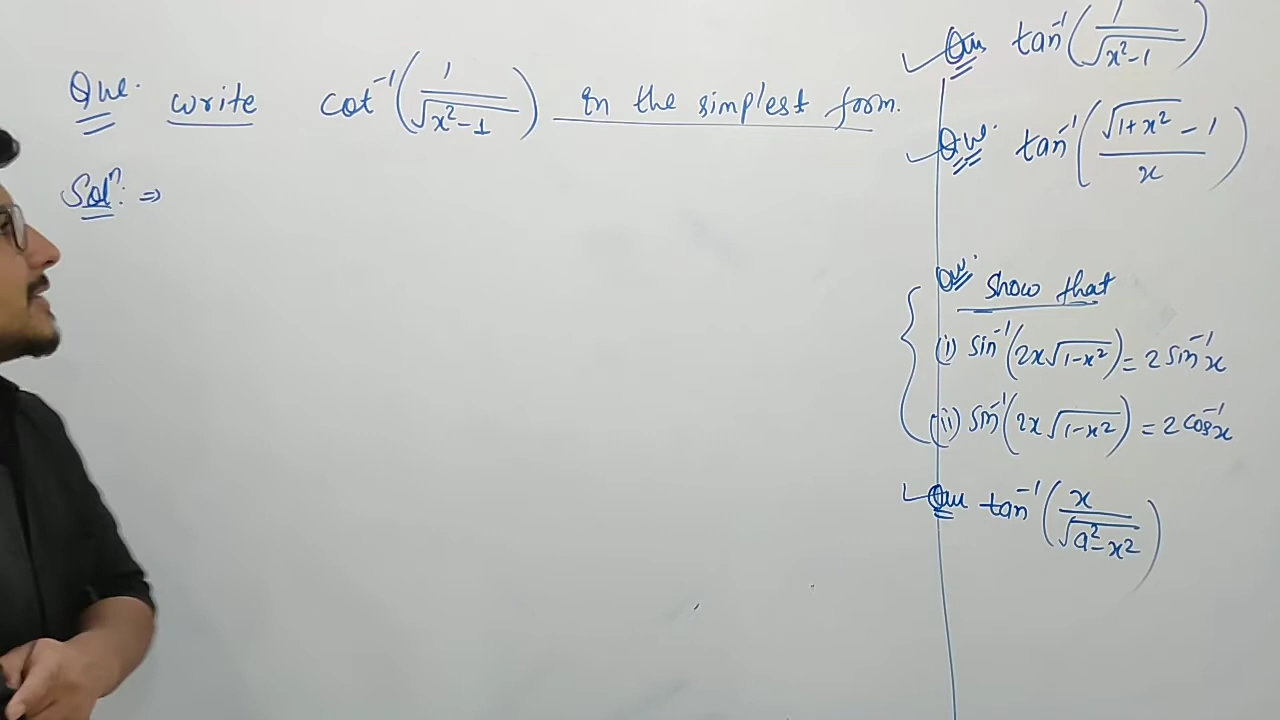 Que. write cot⁻¹(1/√x²-1) In the simplest form.
Solⁿ: ⇒
Que tan⁻¹(1/√x²-1)
Que. tan⁻¹(√1+x² - 1/x)
Que. Show that
(i) sin⁻¹(2x√1-x²) = 2 sin⁻¹x
(ii) sin⁻¹(2x√1-x²) = 2 cos⁻¹x
Que tan⁻¹(x/√a²-x²)